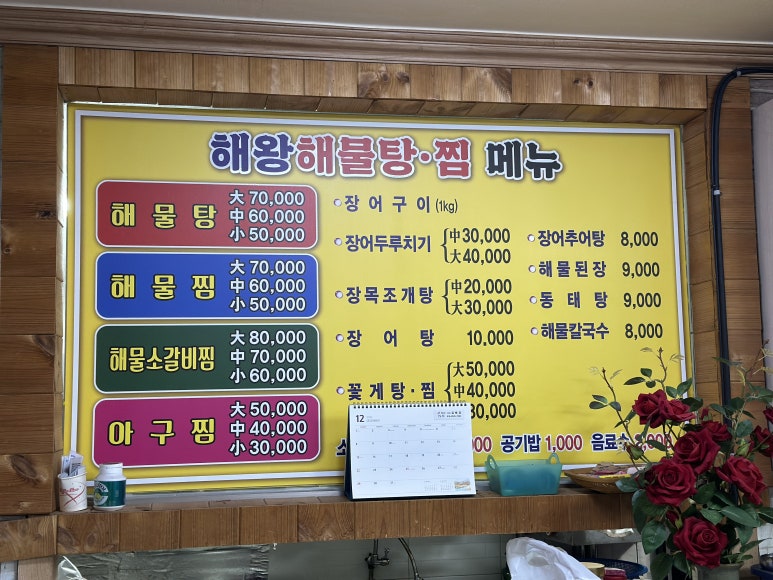 해왕해물탕·찜 메뉴
해물탕
大 70,000
中 60,000
小 50,000
해물찜
大 70,000
中 60,000
小 50,000
해물소갈비찜
大 80,000
中 70,000
小 60,000
아구찜
大 50,000
中 40,000
小 30,000
장어구이 (1kg)
장어두루치기
中 30,000
大 40,000
장목조개탕
中 20,000
大 30,000
장어탕 10.000
꽃게탕·찜
大 50,000
中 40,000
30,000
장어추어탕 8,000
해물된장 9,000
동태탕 9,000
해물칼국수 8,000
공기밥 1,000 음료수
12